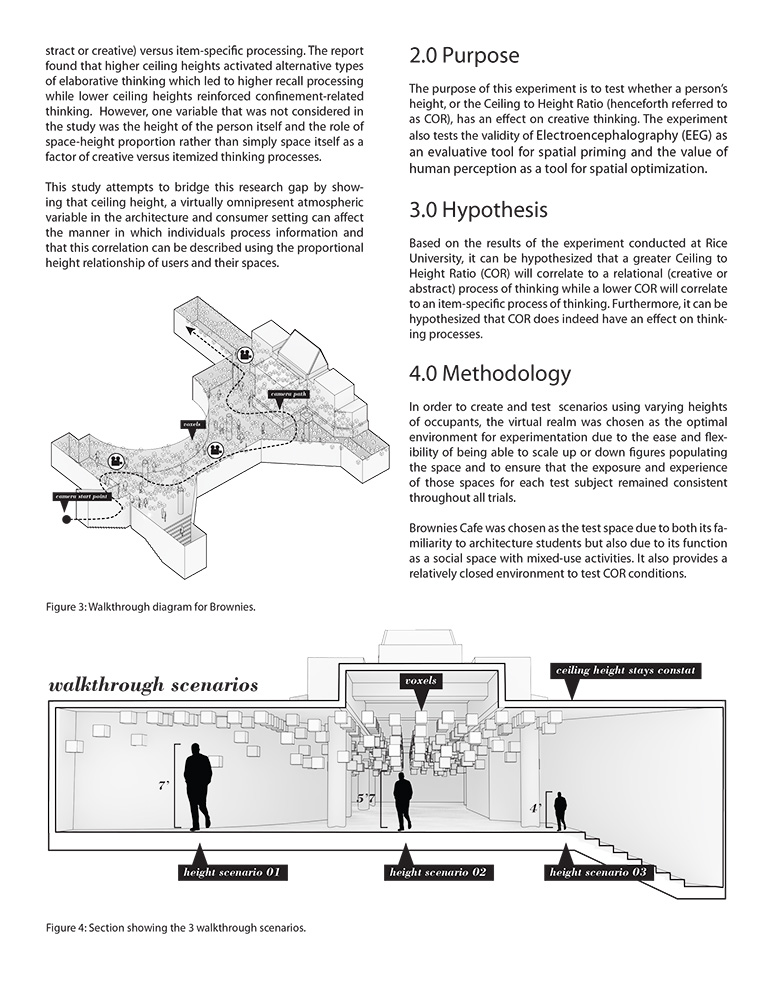 stract or creative) versus item-specific processing. The report
found that higher ceiling heights activated alternative types
of elaborative thinking which led to higher recall processing
while lower ceiling heights reinforced confinement-related
thinking.  However, one variable that was not considered in
the study was the height of the person itself and the role of
space-height proportion rather than simply space itself as a
factor of creative versus itemized thinking processes.
This study attempts to bridge this research gap by show-
ing that ceiling height, a virtually omnipresent atmospheric
variable in the architecture and consumer setting can affect
the manner in which individuals process information and
that this correlation can be described using the proportional
height relationship of users and their spaces.
camera path
voxels
camera start point
Figure 3: Walkthrough diagram for Brownies.
2.0 Purpose
The purpose of this experiment is to test whether a person's
height, or the Ceiling to Height Ratio (henceforth referred to
as COR), has an effect on creative thinking. The experiment
also tests the validity of Electroencephalography (EEG) as
an evaluative tool for spatial priming and the value of
human perception as a tool for spatial optimization.
3.0 Hypothesis
Based on the results of the experiment conducted at Rice
University, it can be hypothesized that a greater Ceiling to
Height Ratio (COR) will correlate to a relational (creative or
abstract) process of thinking while a lower COR will correlate
to an item-specific process of thinking. Furthermore, it can be
hypothesized that COR does indeed have an effect on think-
ing processes.
4.0 Methodology
In order to create and test  scenarios using varying heights
of occupants, the virtual realm was chosen as the optimal
environment for experimentation due to the ease and flex-
ibility of being able to scale up or down figures populating
the space and to ensure that the exposure and experience
of those spaces for each test subject remained consistent
throughout all trials.
Brownies Cafe was chosen as the test space due to both its fa-
miliarity to architecture students but also due to its function
as a social space with mixed-use activities. It also provides a
relatively closed environment to test COR conditions.
walkthrough scenarios
voxels
ceiling height stays constat
7'
5'7
4'
height scenario 01
height scenario 02
height scenario 03
Figure 4: Section showing the 3 walkthrough scenarios.